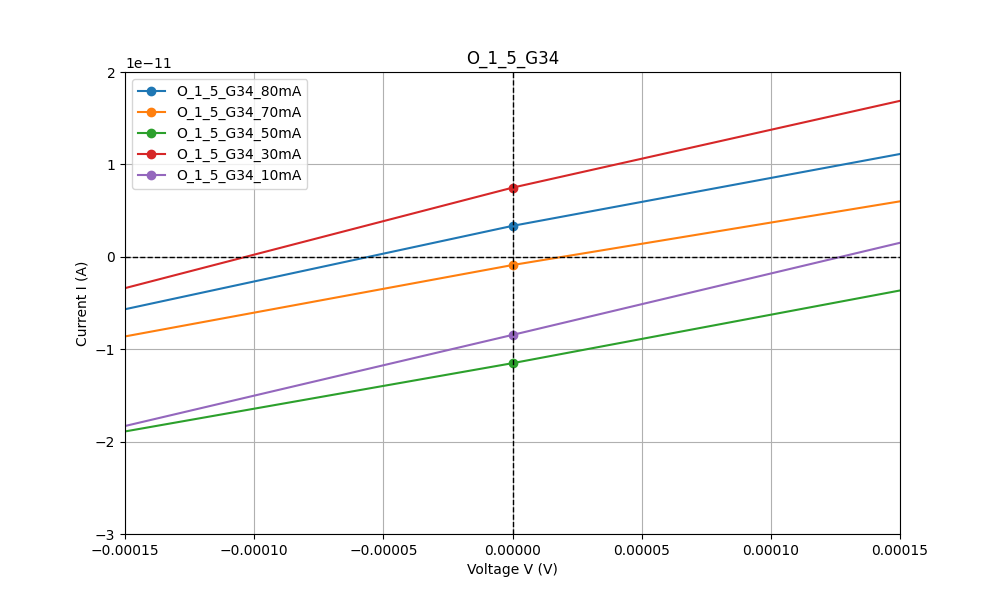 O_1_5_G34
1e−11
O_1_5_G34_80mA
O_1_5_G34_70mA
O_1_5_G34_50mA
O_1_5_G34_30mA
O_1_5_G34_10mA
2
1
0
−1
−2
−3
Current I (A)
−0.00015 −0.00010 −0.00005 0.00000 0.00005 0.00010 0.00015
Voltage V (V)